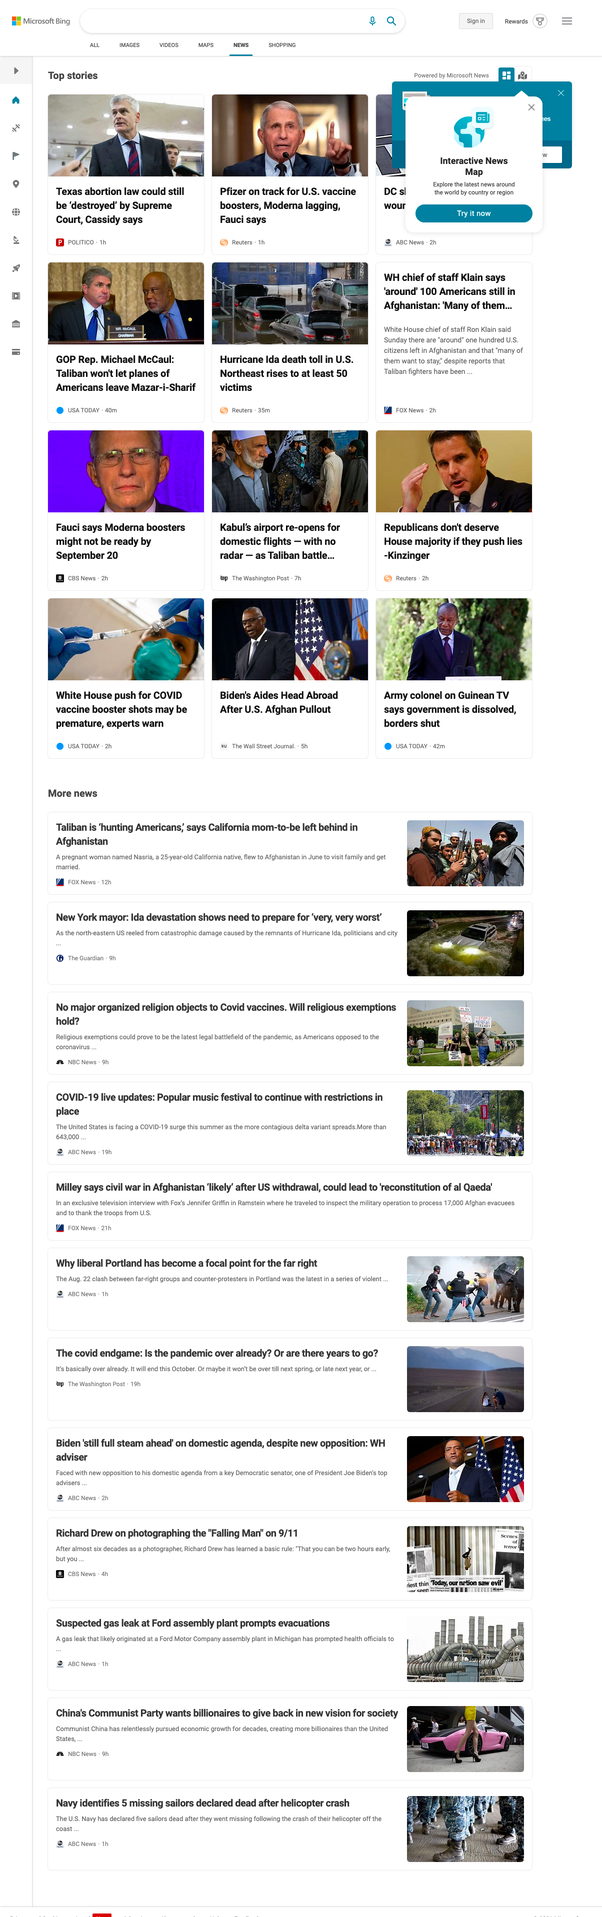 Microsoft Bing
Sign in
Rewards
ALL
IMAGES
VIDEOS
MAPS
NEWS
SHOPPING
Top stories
Powered by Microsoft News
Interactive News
Map
Explore the latest news around
the world by country or region
Try it now
Texas abortion law could still
be ‘destroyed’ by Supreme
Court, Cassidy says
POLITICO · 1h
Pfizer on track for U.S. vaccine
boosters, Moderna lagging,
Fauci says
Reuters · 1h
ABC News · 2h
GOP Rep. Michael McCaul:
Taliban won't let planes of
Americans leave Mazar-i-Sharif
USA TODAY · 40m
Hurricane Ida death toll in U.S.
Northeast rises to at least 50
victims
Reuters · 35m
WH chief of staff Klain says
'around' 100 Americans still in
Afghanistan: 'Many of them...
White House chief of staff Ron Klain said
Sunday there are "around" one hundred U.S.
citizens left in Afghanistan and that "many of
them want to stay," despite reports that
Taliban fighters have been ...
FOX News · 2h
Fauci says Moderna boosters
might not be ready by
September 20
CBS News · 2h
Kabul’s airport re-opens for
domestic flights — with no
radar — as Taliban battle...
The Washington Post · 7h
Republicans don't deserve
House majority if they push lies
-Kinzinger
Reuters · 2h
White House push for COVID
vaccine booster shots may be
premature, experts warn
USA TODAY · 2h
Biden's Aides Head Abroad
After U.S. Afghan Pullout
The Wall Street Journal. · 5h
Army colonel on Guinean TV
says government is dissolved,
borders shut
USA TODAY · 42m
More news
Taliban is ‘hunting Americans,’ says California mom-to-be left behind in
Afghanistan
A pregnant woman named Nasria, a 25-year-old California native, flew to Afghanistan in June to visit family and get
married.
FOX News · 12h
New York mayor: Ida devastation shows need to prepare for ‘very, very worst’
As the north-eastern US reeled from catastrophic damage caused by the remnants of Hurricane Ida, politicians and city
...
The Guardian · 9h
No major organized religion objects to Covid vaccines. Will religious exemptions
hold?
Religious exemptions could prove to be the latest legal battlefield of the pandemic, as Americans opposed to the
coronavirus ...
NBC News · 9h
COVID-19 live updates: Popular music festival to continue with restrictions in
place
The United States is facing a COVID-19 surge this summer as the more contagious delta variant spreads.More than
643,000 ...
ABC News · 19h
Milley says civil war in Afghanistan ‘likely’ after US withdrawal, could lead to 'reconstitution of al Qaeda'
In an exclusive television interview with Fox's Jennifer Griffin in Ramstein where he traveled to inspect the military operation to process 17,000 Afghan evacuees
and to thank the troops from U.S.
FOX News · 21h
Why liberal Portland has become a focal point for the far right
The Aug. 22 clash between far-right groups and counter-protesters in Portland was the latest in a series of violent ...
ABC News · 1h
The covid endgame: Is the pandemic over already? Or are there years to go?
It's basically over already. It will end this October. Or maybe it won't be over till next spring, or late next year, or ...
The Washington Post · 19h
Biden 'still full steam ahead' on domestic agenda, despite new opposition: WH
adviser
Faced with new opposition to his domestic agenda from a key Democratic senator, one of President Joe Biden's top
advisers ...
ABC News · 2h
Richard Drew on photographing the "Falling Man" on 9/11
After almost six decades as a photographer, Richard Drew has learned a basic rule: "That you can be two hours early,
but you ...
CBS News · 4h
Scenes
of
terror
'Today, our nation saw evil'
Suspected gas leak at Ford assembly plant prompts evacuations
A gas leak that likely originated at a Ford Motor Company assembly plant in Michigan has prompted health officials to
...
ABC News · 1h
China's Communist Party wants billionaires to give back in new vision for society
Communist China has relentlessly pursued economic growth for decades, creating more billionaires than the United
States, ...
NBC News · 9h
Navy identifies 5 missing sailors declared dead after helicopter crash
The U.S. Navy has declared five sailors dead after they went missing following the crash of their helicopter off the
coast ...
ABC News · 1h